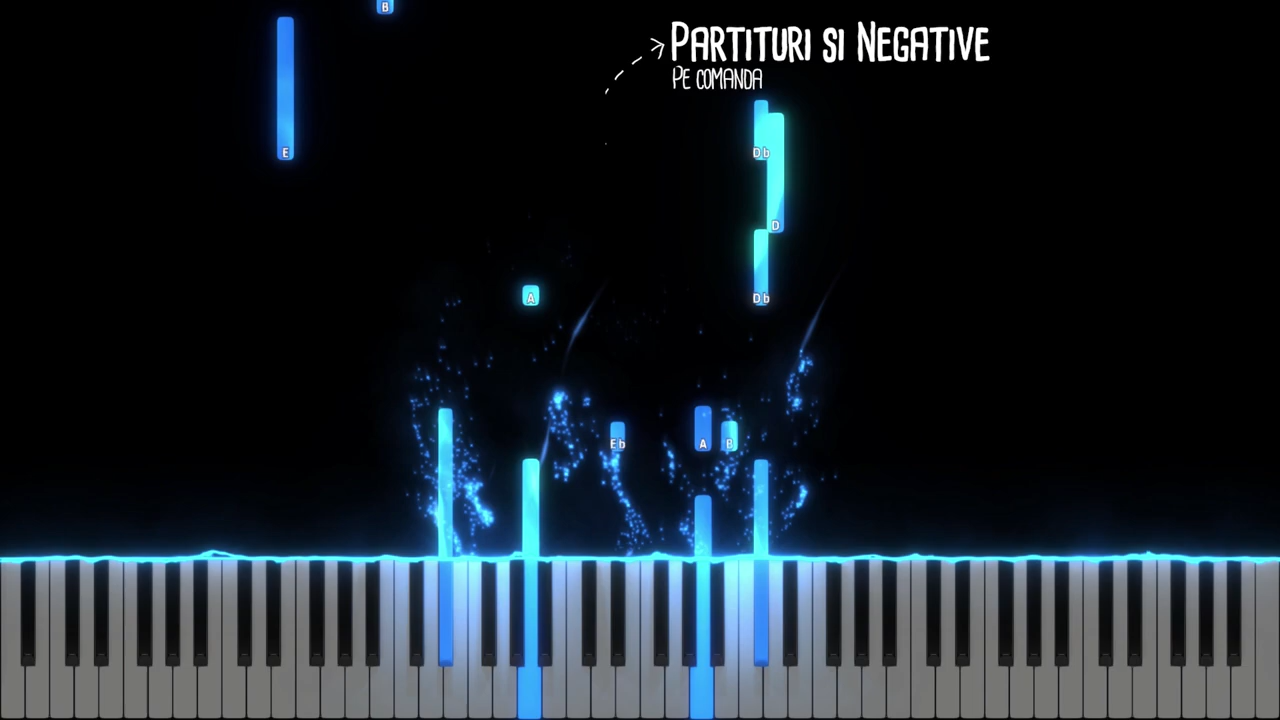 B
PARTITURI SI NEGATIVE
PE COMANDA
E
Db
D
A
Db
Eb
A
B